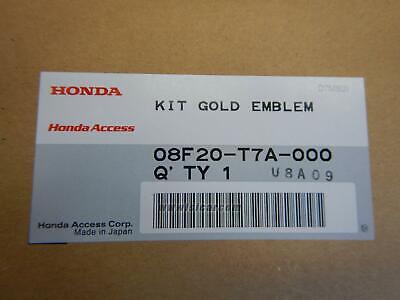 HONDA
KIT GOLD EMBLEM
Honda Access
08F20-T7A-000
Q' TY 1 U8A09
Honda Access Corp.
Made in Japan